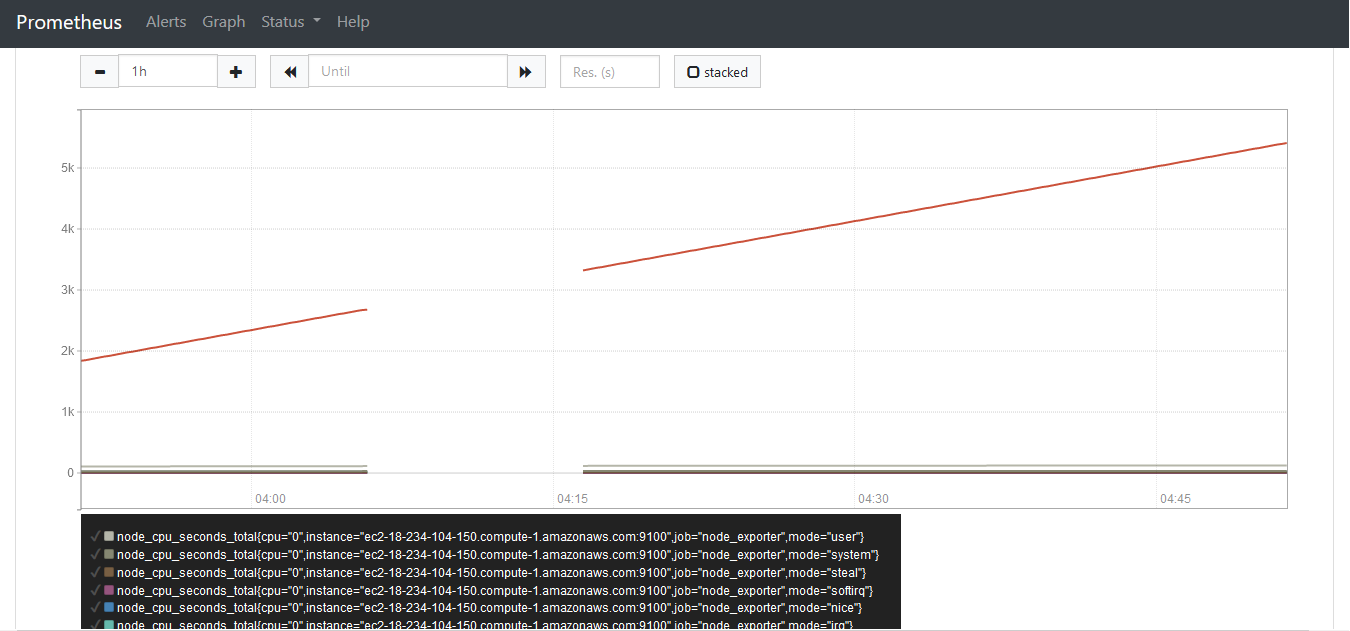 Prometheus Alerts Graph Status Help
1h Until Res. (s) stacked
5k
4k
3k
2k
1k
0
04:00 04:15 04:30 04:45
node_cpu_seconds_total{cpu="0",instance="ec2-18-234-104-150.compute-1.amazonaws.com:9100",job="node_exporter",mode="user"}
node_cpu_seconds_total{cpu="0",instance="ec2-18-234-104-150.compute-1.amazonaws.com:9100",job="node_exporter",mode="system"}
node_cpu_seconds_total{cpu="0",instance="ec2-18-234-104-150.compute-1.amazonaws.com:9100",job="node_exporter",mode="steal"}
node_cpu_seconds_total{cpu="0",instance="ec2-18-234-104-150.compute-1.amazonaws.com:9100",job="node_exporter",mode="softirq"}
node_cpu_seconds_total{cpu="0",instance="ec2-18-234-104-150.compute-1.amazonaws.com:9100",job="node_exporter",mode="nice"}
node_cpu_seconds_total{cpu="0",instance="ec2-18-234-104-150.compute-1.amazonaws.com:9100",job="node_exporter",mode="irq"}